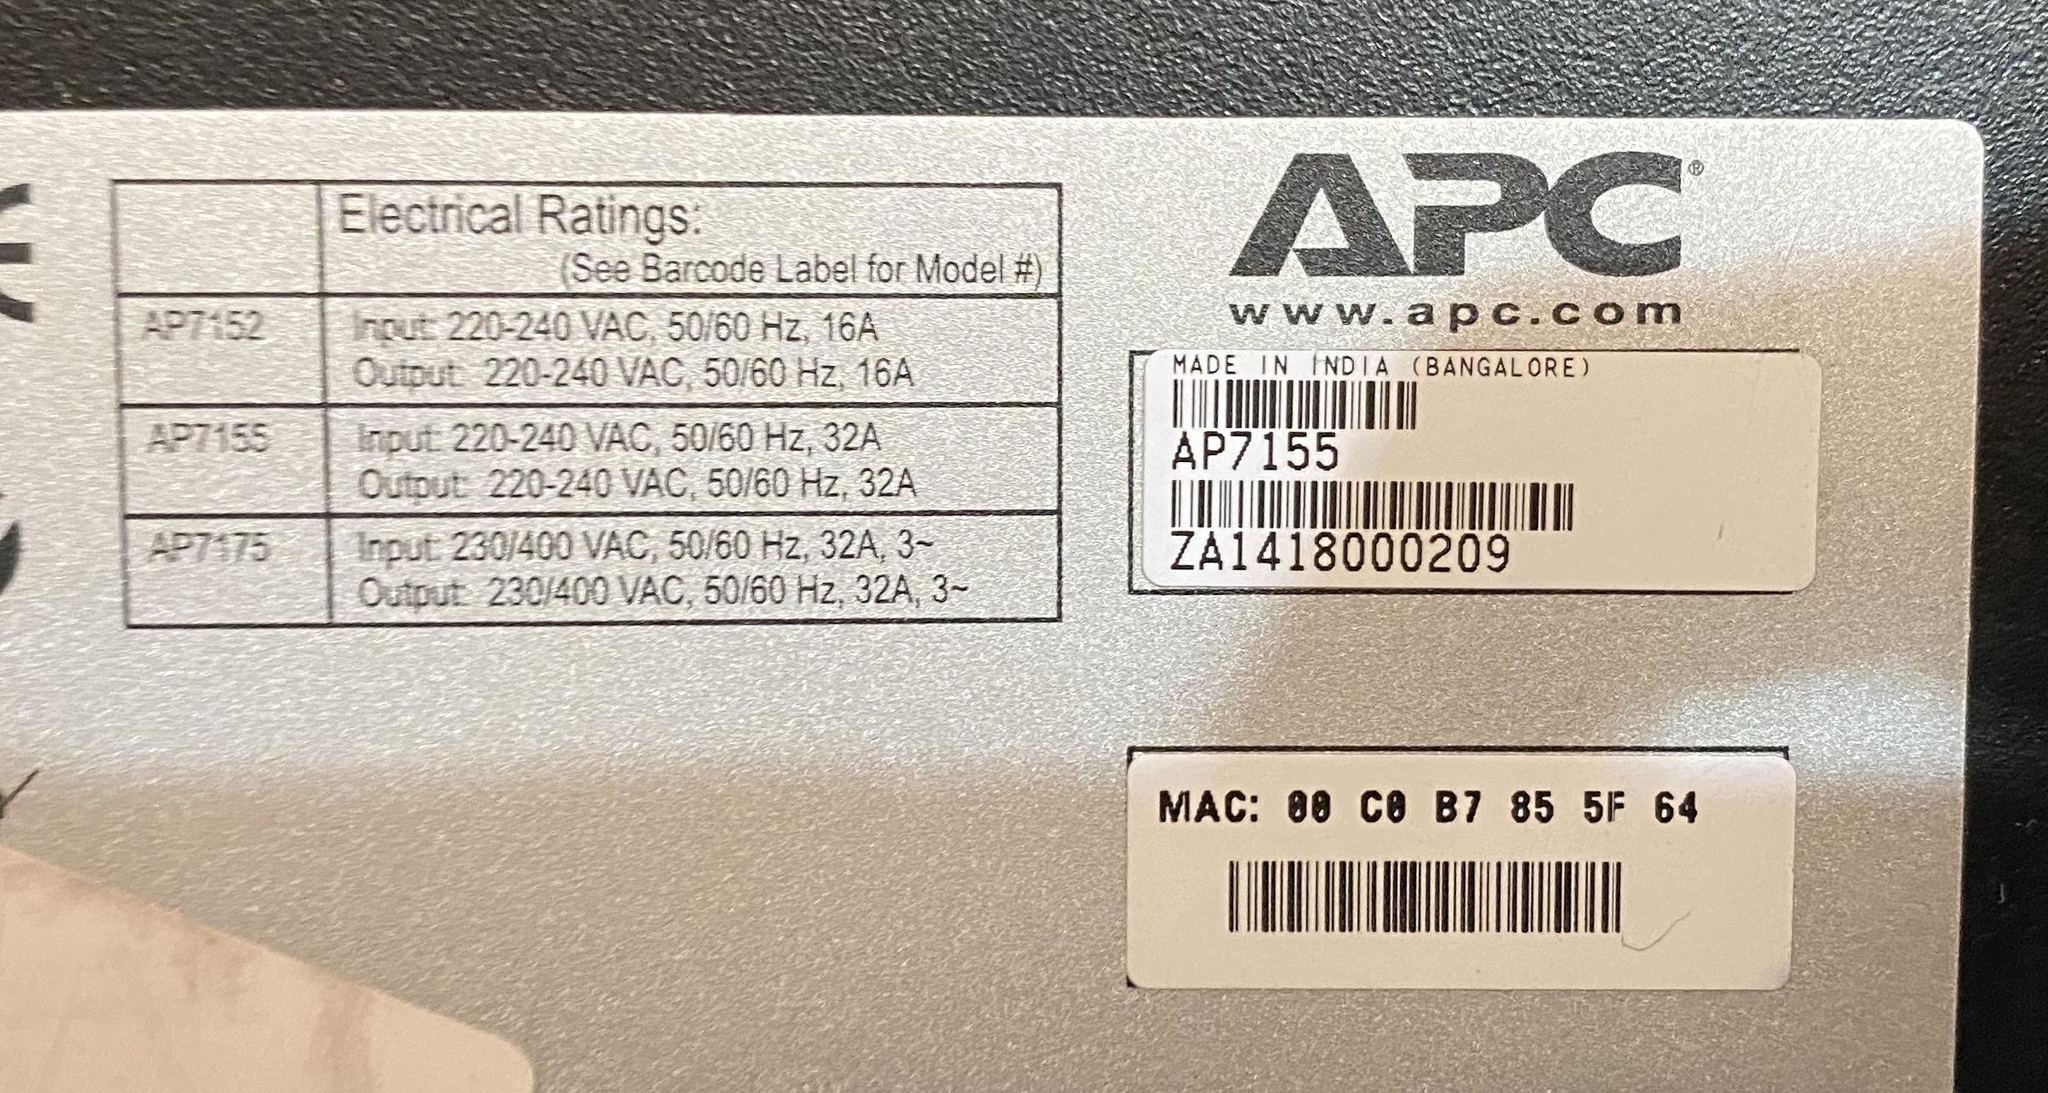 Electrical Ratings:
(See Barcode Label for Model #)
AP7152
Input: 220-240 VAC, 50/60 Hz, 16A
Output: 220-240 VAC, 50/60 Hz, 16A
AP7155
Input: 220-240 VAC, 50/60 Hz, 32A
Output: 220-240 VAC, 50/60 Hz, 32A
AP7175
Input: 230/400 VAC, 50/60 Hz, 32A, 3~
Output: 230/400 VAC, 50/60 Hz, 32A, 3~
APC®
www.apc.com
MADE IN INDIA (BANGALORE)
AP7155
ZA1418000209
MAC: 00 C0 B7 85 5F 64